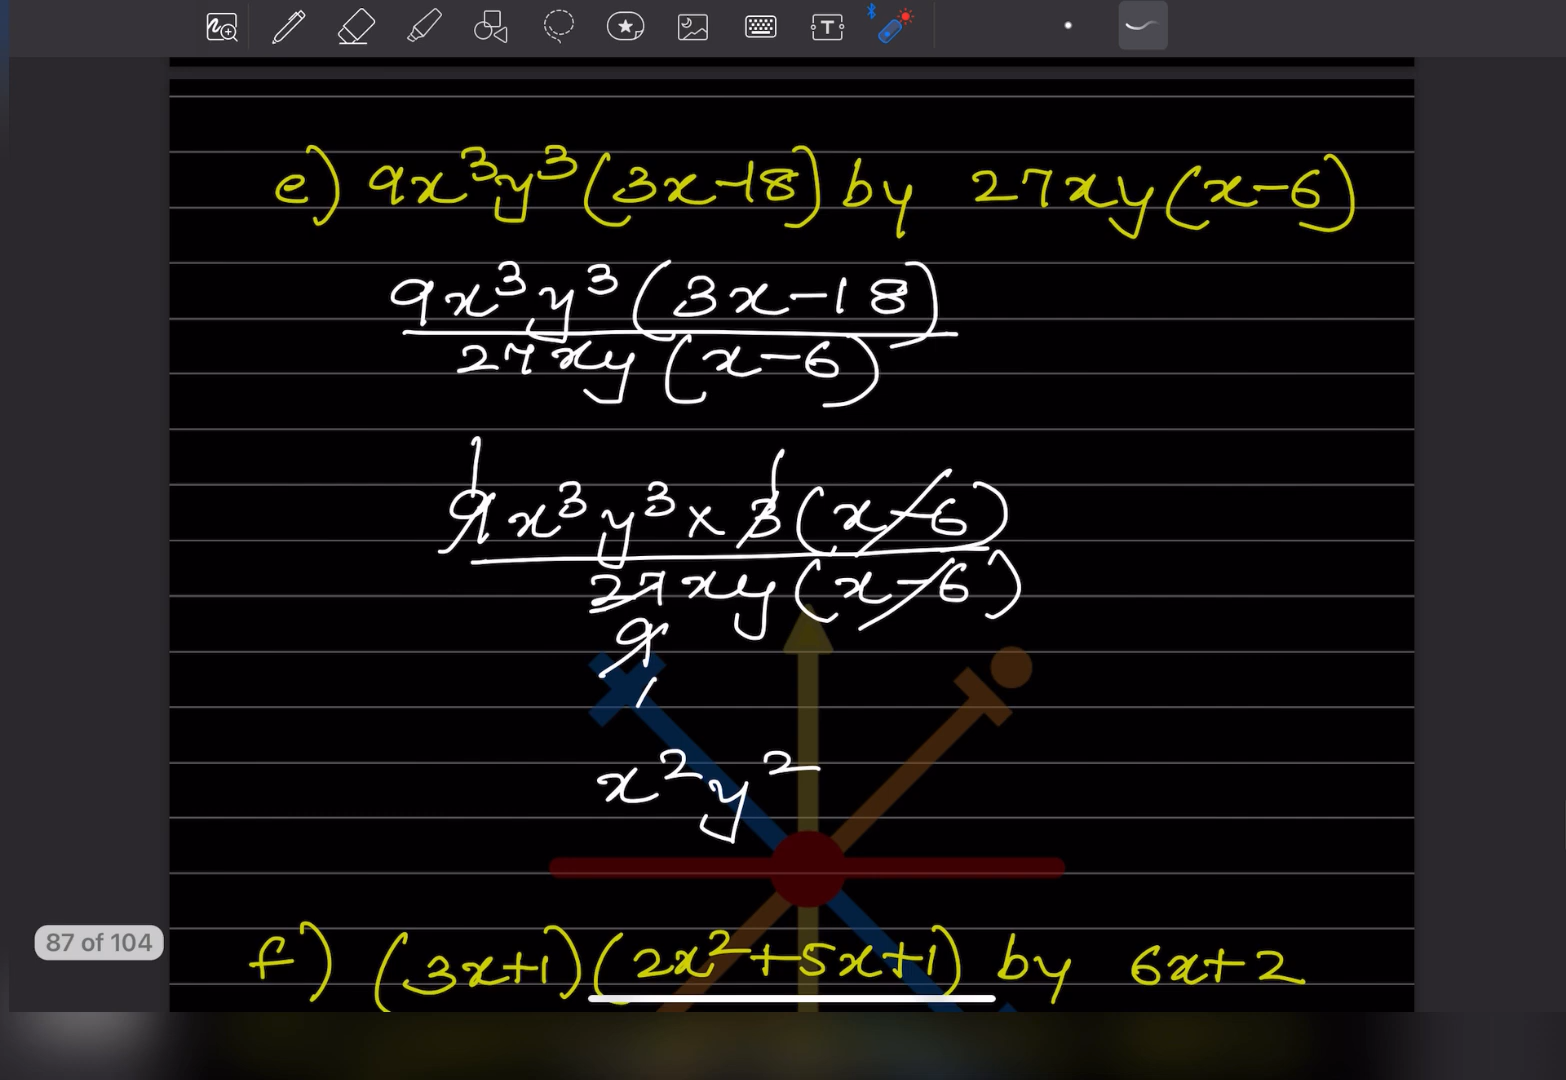 e) 9x³y³(3x-18) by 27xy(x-6)
9x³y³(3x-18)
27xy(x-6)
1 1
9x³y³×3(x-6)
27xy(x-6)
9
1
x²y²
87 of 104
f) (3x+1)(2x²+5x+1) by 6x+2